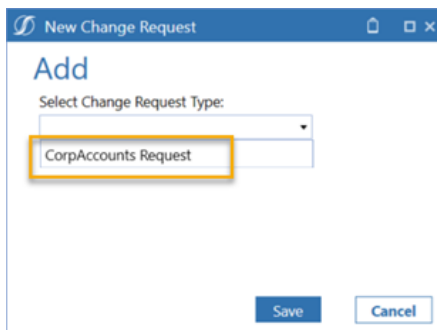 New Change Request
Add
Select Change Request Type:
CorpAccounts Request
Save Cancel